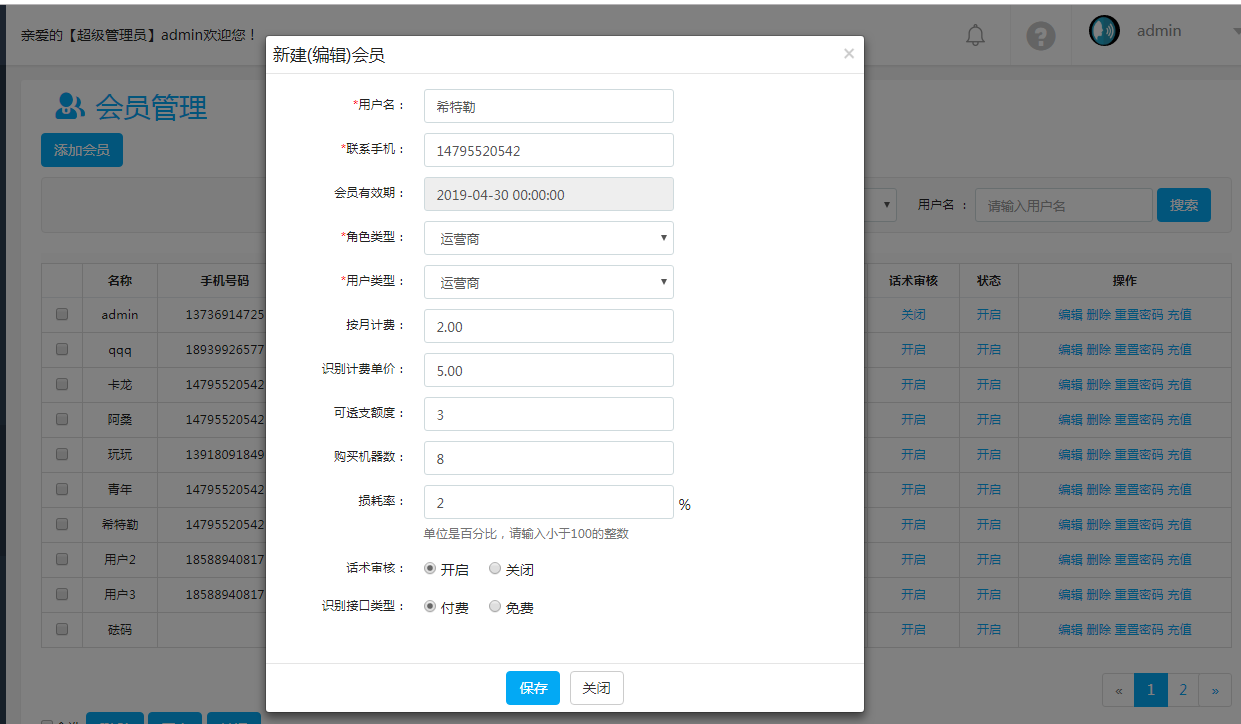 亲爱的【超级管理员】admin欢迎您！
admin
会员管理
添加会员
用户名 ： 请输入用户名 搜索
新建(编辑)会员 ×
*用户名： 希特勒
*联系手机： 14795520542
会员有效期： 2019-04-30 00:00:00
*角色类型： 运营商
*用户类型： 运营商
按月计费： 2.00
识别计费单价： 5.00
可透支额度： 3
购买机器数： 8
损耗率： 2 %
单位是百分比，请输入小于100的整数
话术审核： 开启 关闭
识别接口类型： 付费 免费
保存 关闭
名称 手机号码 话术审核 状态 操作
admin 13736914725 关闭 开启 编辑 删除 重置密码 充值
qqq 18939926577 开启 开启 编辑 删除 重置密码 充值
卡龙 14795520542 开启 开启 编辑 删除 重置密码 充值
14795520542 开启 开启 编辑 删除 重置密码 充值
玩玩 13918091849 开启 开启 编辑 删除 重置密码 充值
青年 14795520542 开启 开启 编辑 删除 重置密码 充值
希特勒 14795520542 开启 开启 编辑 删除 重置密码 充值
用户2 18588940817 开启 开启 编辑 删除 重置密码 充值
用户3 18588940817 开启 开启 编辑 删除 重置密码 充值
砝码 开启 开启 编辑 删除 重置密码 充值
« 1 2 »